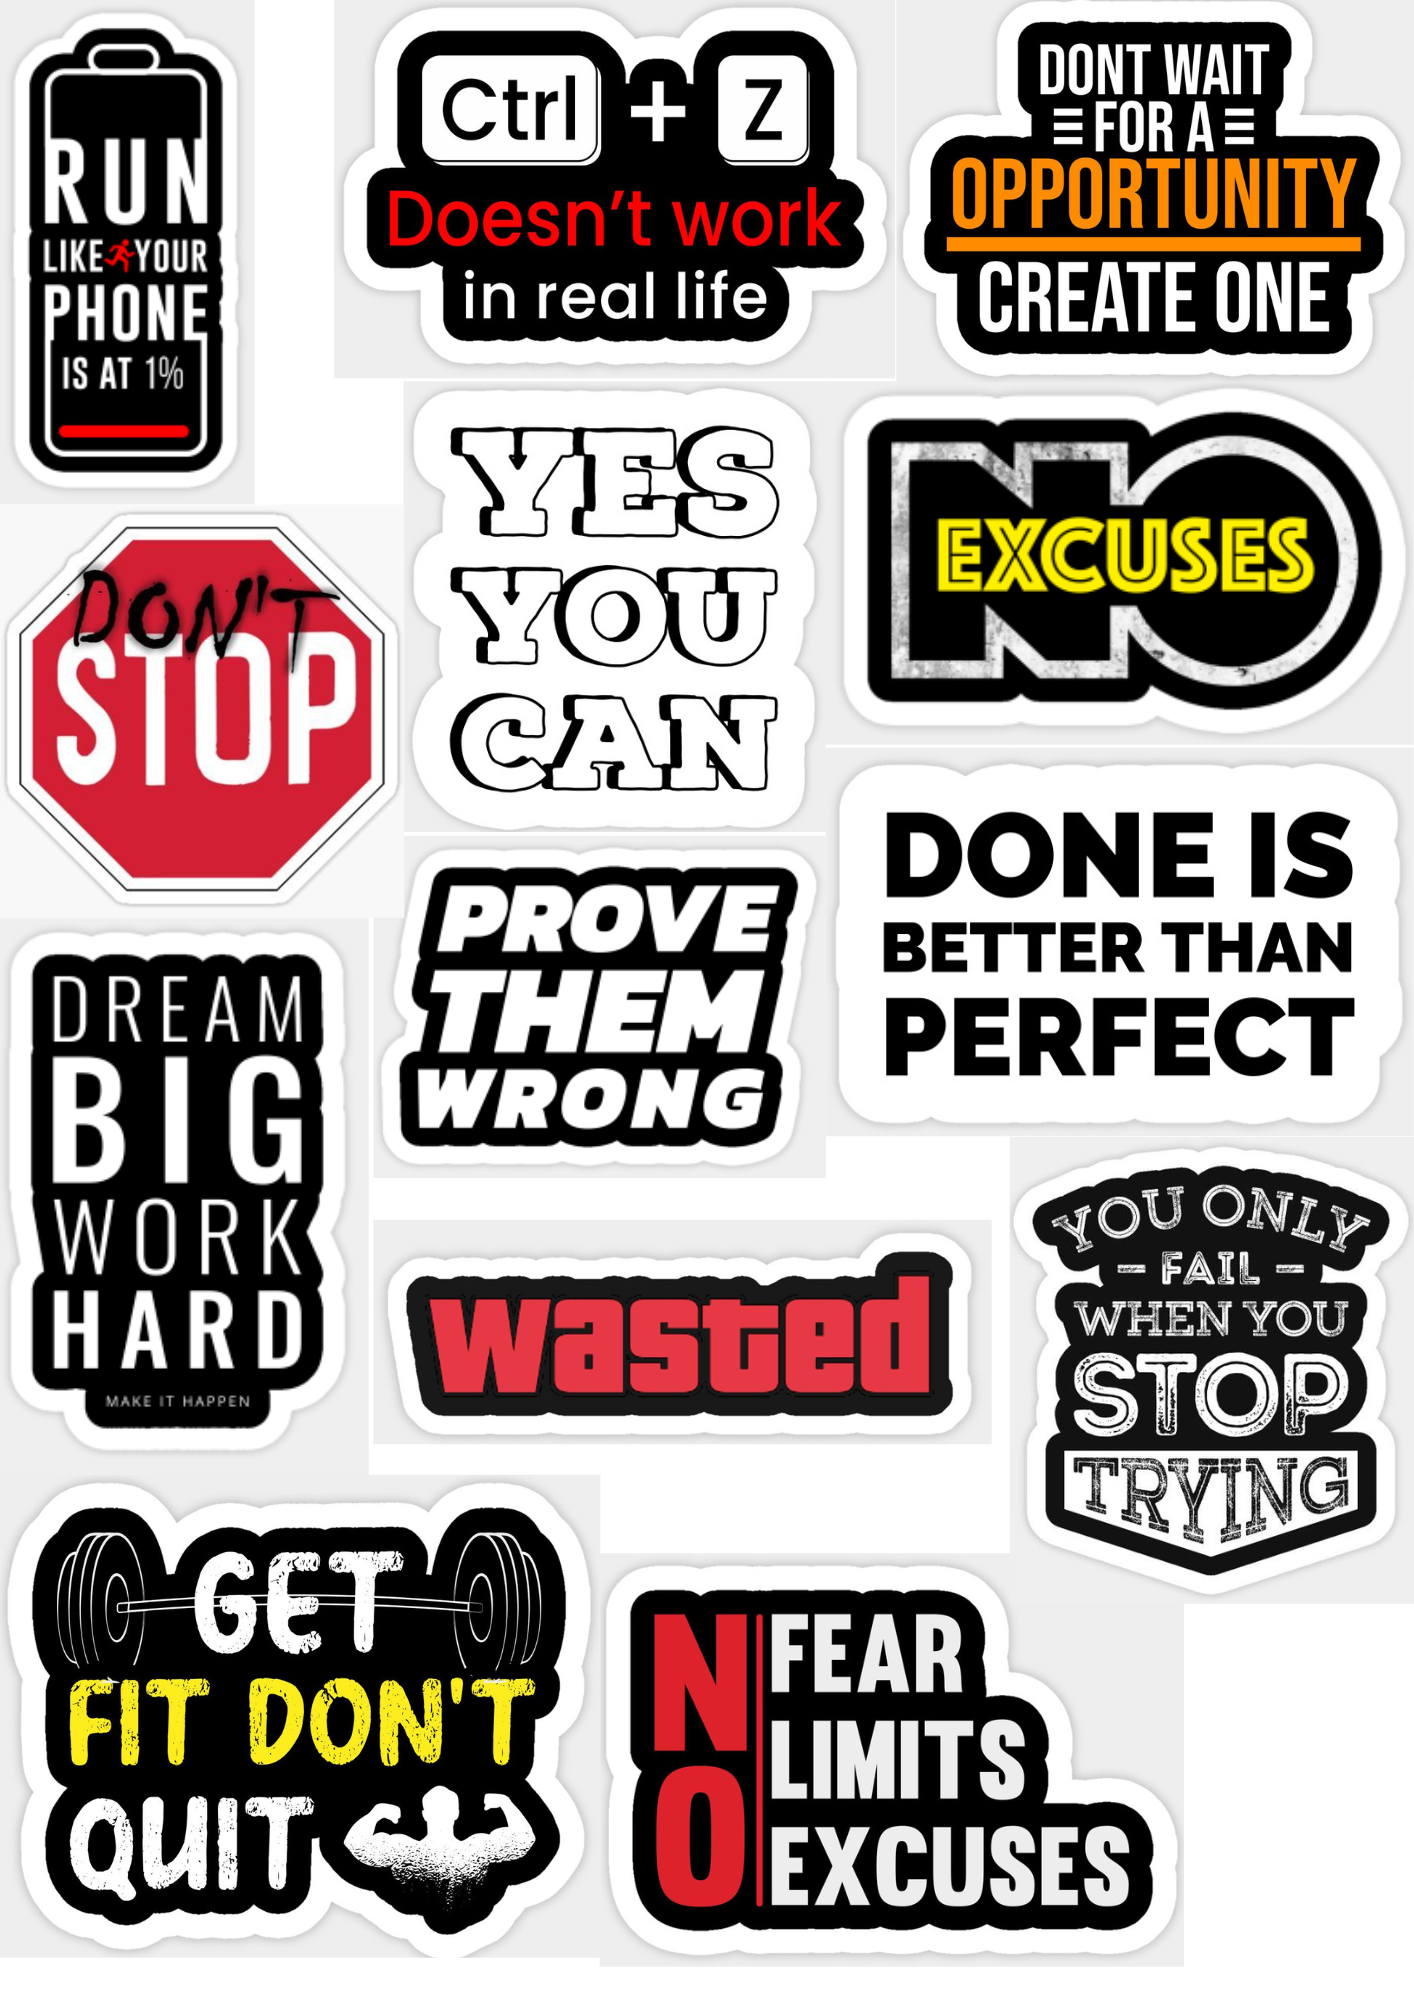 RUN
LIKE YOUR
PHONE
IS AT 1%
Ctrl + Z
Doesn't work
in real life
DONT WAIT
FOR A
OPPORTUNITY
CREATE ONE
DON'T
STOP
YES
YOU
CAN
NO
EXCUSES
PROVE
THEM
WRONG
DONE IS
BETTER THAN
PERFECT
DREAM
BIG
WORK
HARD
MAKE IT HAPPEN
wasted
YOU ONLY
– FAIL –
WHEN YOU
STOP
TRYING
GET
FIT DON'T
QUIT
NO
FEAR
LIMITS
EXCUSES